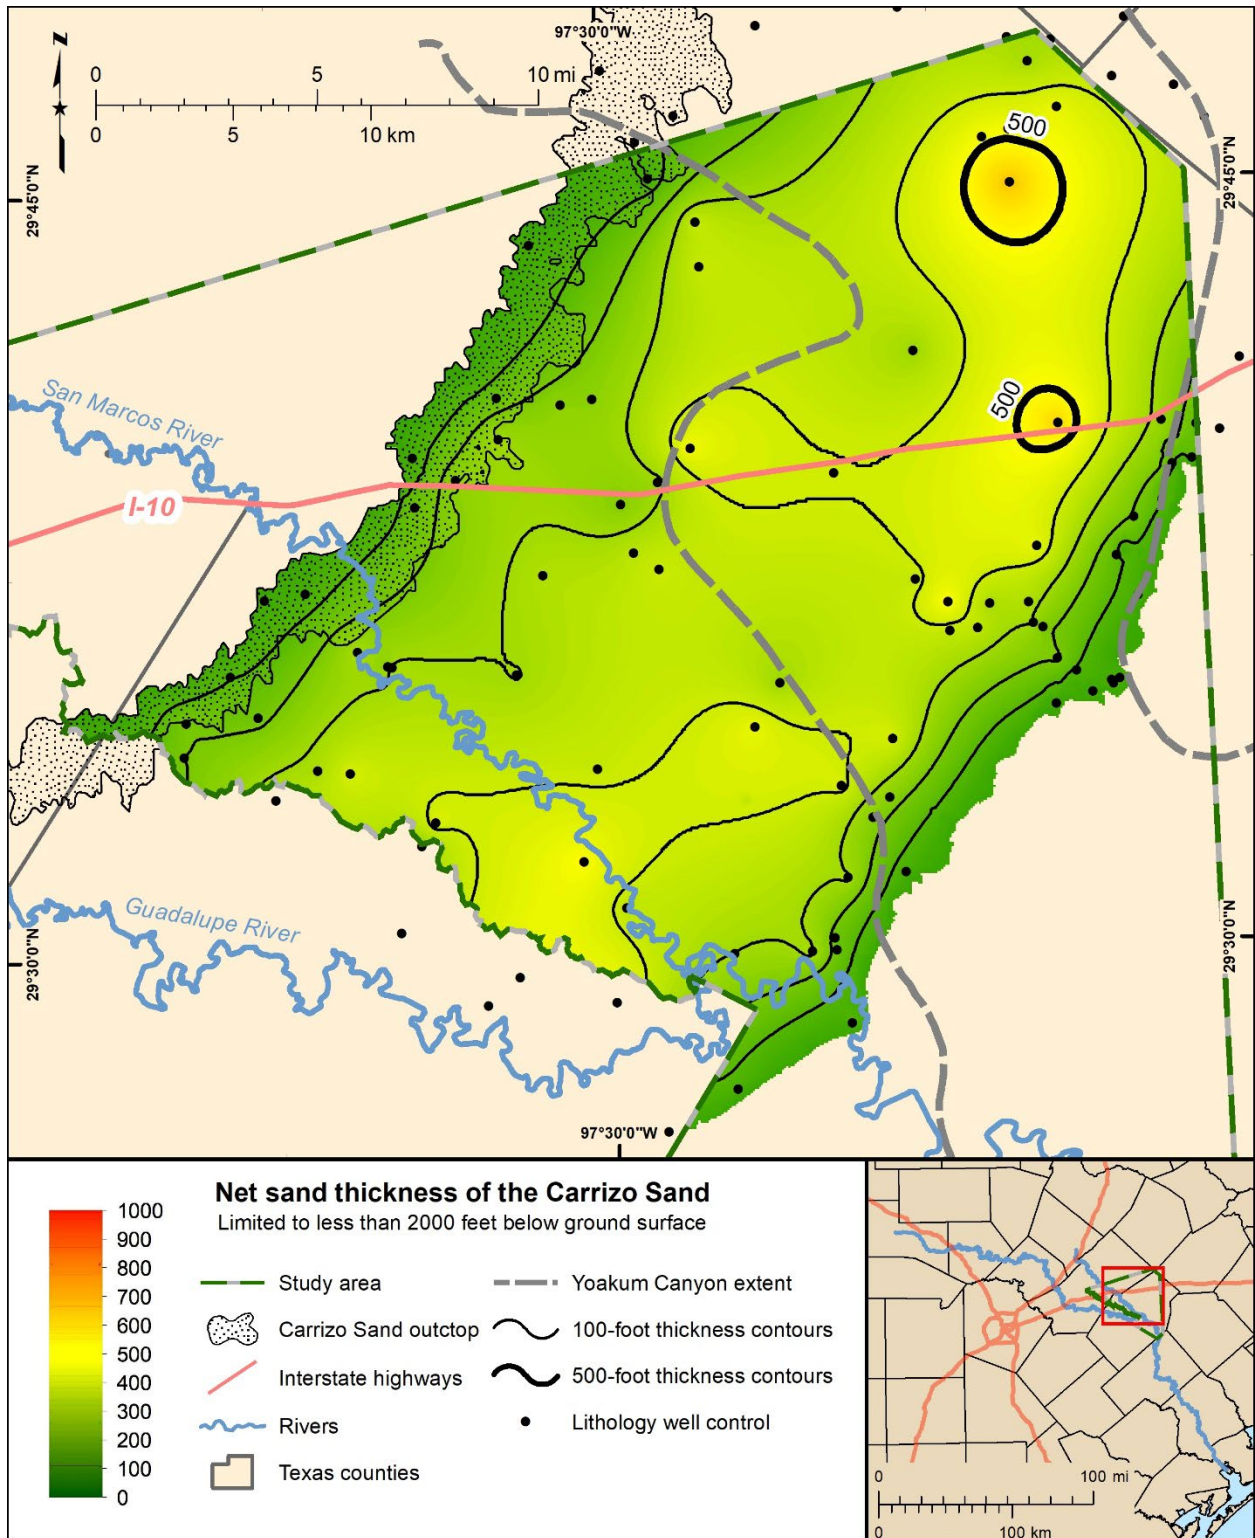 97°30'0"W
N
0 5 10 mi
0 5 10 km
500
29°45'0"N
29°45'0"N
San Marcos River
500
I-10
Guadalupe River
29°30'0"N
29°30'0"N
97°30'0"W
Net sand thickness of the Carrizo Sand
Limited to less than 2000 feet below ground surface
1000
900
800
700
600
500
400
300
200
100
0
Study area
Carrizo Sand outctop
Interstate highways
Rivers
Texas counties
Yoakum Canyon extent
100-foot thickness contours
500-foot thickness contours
Lithology well control
0 100 mi
0 100 km